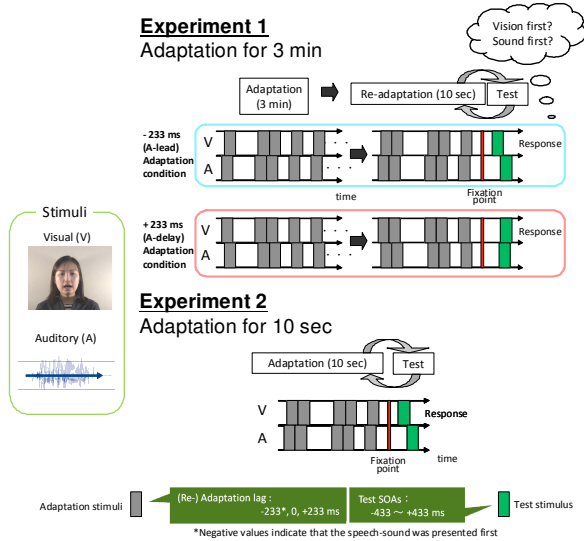 Experiment 1
Adaptation for 3 min
Vision first?
Sound first?
Adaptation
(3 min)
Re-adaptation (10 sec)
Test
- 233 ms
(A-lead)
Adaptation
condition
V
A
. . . .
Response
time
Fixation
point
+ 233 ms
(A-delay)
Adaptation
condition
V
A
. . . .
Response
Stimuli
Visual (V)
Auditory (A)
Experiment 2
Adaptation for 10 sec
Adaptation (10 sec)
Test
V
A
Response
Fixation
point
time
Adaptation stimuli
(Re-) Adaptation lag :
-233*, 0, +233 ms
Test SOAs :
-433 ～ +433 ms
Test stimulus
*Negative values indicate that the speech-sound was presented first